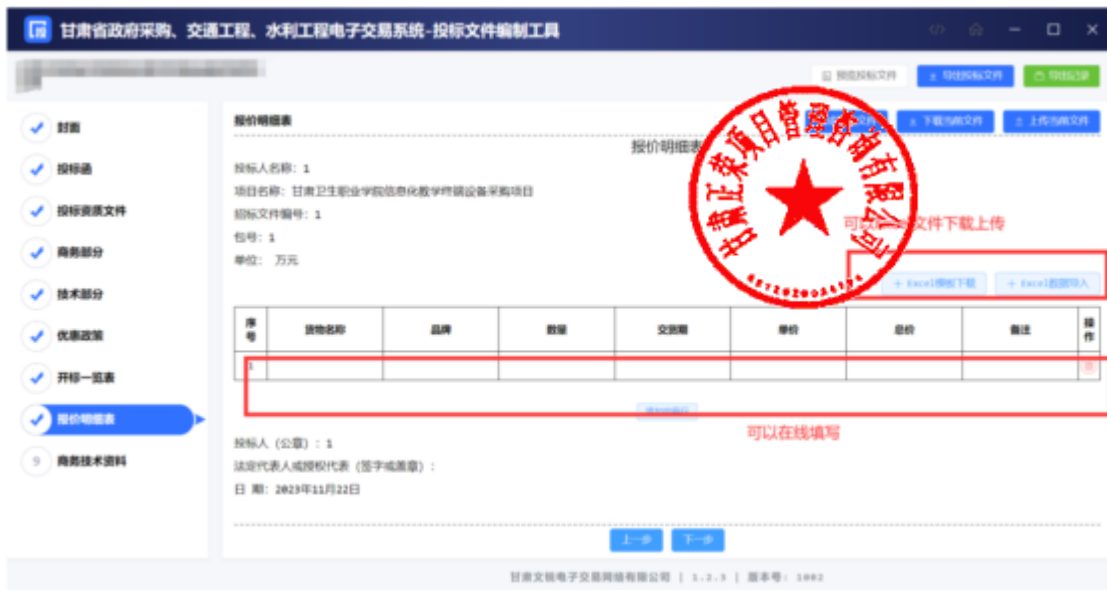 甘肃省政府采购、交通工程、水利工程电子交易系统-投标文件编制工具
预览投标文件
导出投标文件
导出记录
封面
投标函
投标资质文件
商务部分
技术部分
优惠政策
开标一览表
报价明细表
9 商务技术资料
报价明细表
下载当前文件
上传当前文件
报价明细表
投标人名称: 1
项目名称: 甘肃卫生职业学院信息化教学终端设备采购项目
招标文件编号: 1
包号: 1
单位: 万元
甘肃正荣项目管理咨询有限公司
文件下载上传
+ Excel模板下载
+ Excel数据导入
序号 货物名称 品牌 数量 交货期 单价 总价 备注 操作
1
可以在线填写
投标人 (公章) : 1
法定代表人或授权代表 (签字或盖章) :
日 期: 2023年11月22日
上一步
下一步
甘肃文锐电子交易网络有限公司 | 1.2.3 | 版本号: 1002